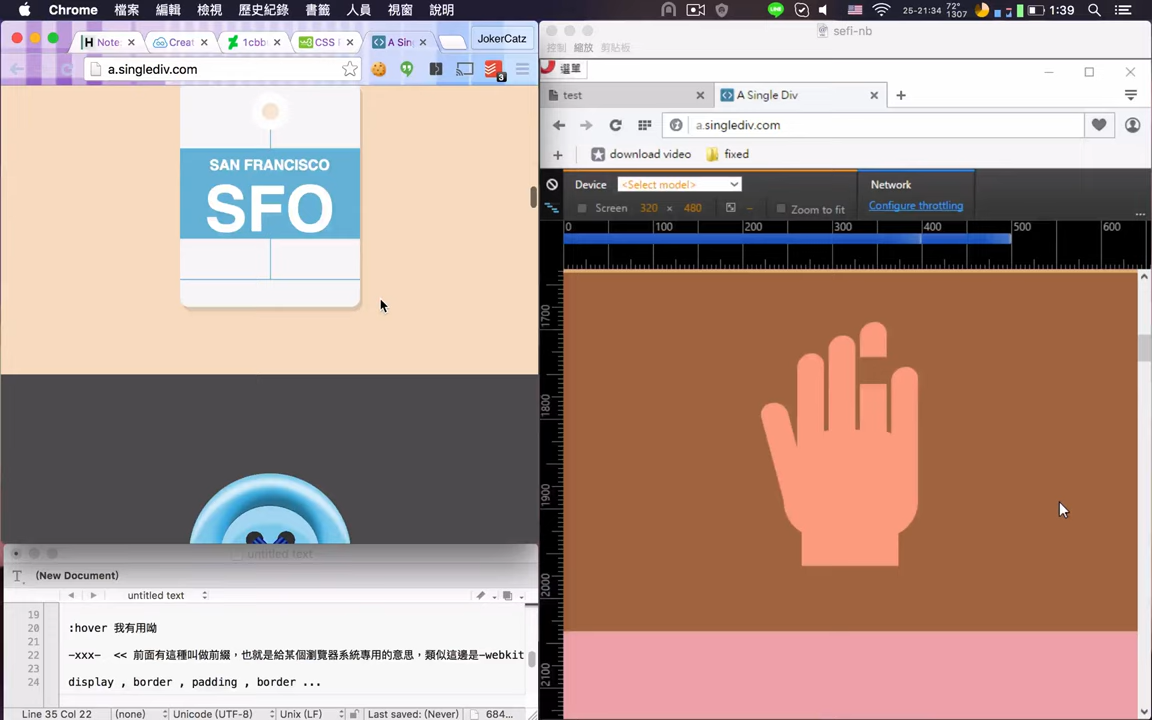 Chrome 檔案 編輯 檢視 歷史紀錄 書籤 人員 視窗 說明
25-21:34 72° 1307 1:39
Note: Creat 1cbb CSS A Sin JokerCatz
a.singlediv.com
3
SAN FRANCISCO
SFO
untitled text
(New Document)
untitled text
19
20 :hover 我有用呦
21
22 -xxx- << 前面有這種叫做前綴，也就是給某個瀏覽器系統專用的意思，類似這邊是-webkit
23
24 display , border , padding , border ...
Line 35 Col 22 (none) Unicode (UTF-8) Unix (LF) Last saved: (Never) 684...
sefi-nb
控制 縮放 剪貼板
選單
test A Single Div
a.singlediv.com
download video fixed
Device <Select model> Network
Screen 320 × 480 – Zoom to fit Configure throttling
...
0 100 200 300 400 500 600
1700
1800
1900
2000
2100